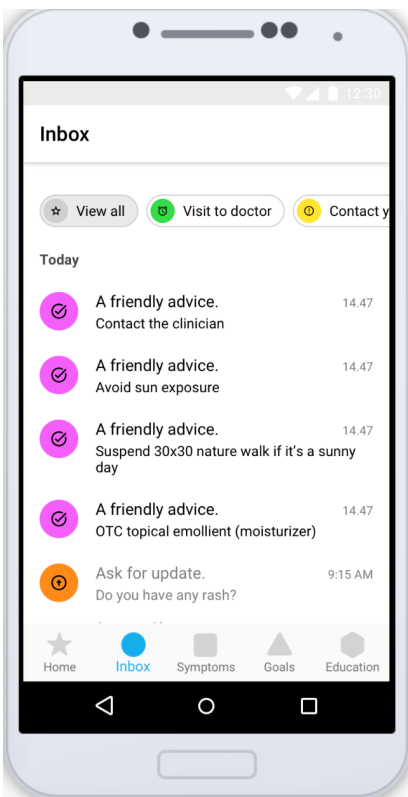 12:30
Inbox
View all
Visit to doctor
Contact y
Today
A friendly advice.
14.47
Contact the clinician
A friendly advice.
14.47
Avoid sun exposure
A friendly advice.
14.47
Suspend 30x30 nature walk if it's a sunny
day
A friendly advice.
14.47
OTC topical emollient (moisturizer)
Ask for update.
9:15 AM
Do you have any rash?
Home
Inbox
Symptoms
Goals
Education